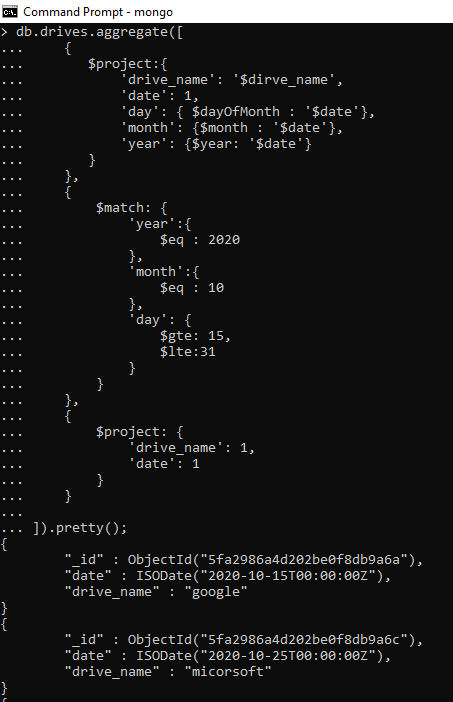 Command Prompt - mongo
> db.drives.aggregate([
... {
... $project:{
... 'drive_name': '$dirve_name',
... 'date': 1,
... 'day': { $dayOfMonth : '$date'},
... 'month': {$month : '$date'},
... 'year': {$year: '$date'}
... }
... },
... {
... $match: {
... 'year':{
... $eq : 2020
... },
... 'month':{
... $eq : 10
... },
... 'day': {
... $gte: 15,
... $lte:31
... }
... }
... },
... {
... $project: {
... 'drive_name': 1,
... 'date': 1
... }
... }
...
... ]).pretty();
{
"_id" : ObjectId("5fa2986a4d202be0f8db9a6a"),
"date" : ISODate("2020-10-15T00:00:00Z"),
"drive_name" : "google"
}
{
"_id" : ObjectId("5fa2986a4d202be0f8db9a6c"),
"date" : ISODate("2020-10-25T00:00:00Z"),
"drive_name" : "micorsoft"
}